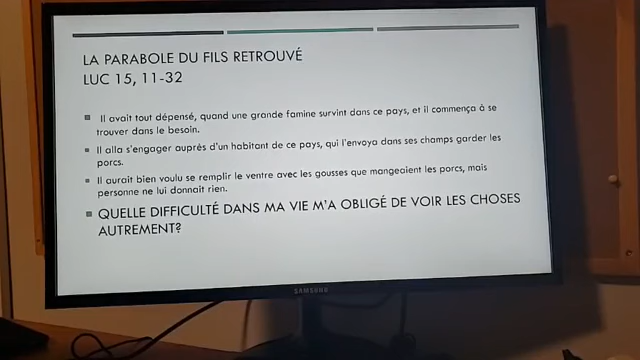 LA PARABOLE DU FILS RETROUVÉ
LUC 15, 11-32
Il avait tout dépensé, quand une grande famine survint dans ce pays, et il commença à se
trouver dans le besoin.
Il alla s'engager auprès d'un habitant de ce pays, qui l'envoya dans ses champs garder les
porcs.
Il aurait bien voulu se remplir le ventre avec les gousses que mangeaient les porcs, mais
personne ne lui donnait rien.
QUELLE DIFFICULTÉ DANS MA VIE M'A OBLIGÉ DE VOIR LES CHOSES
AUTREMENT?
SAMSUNG